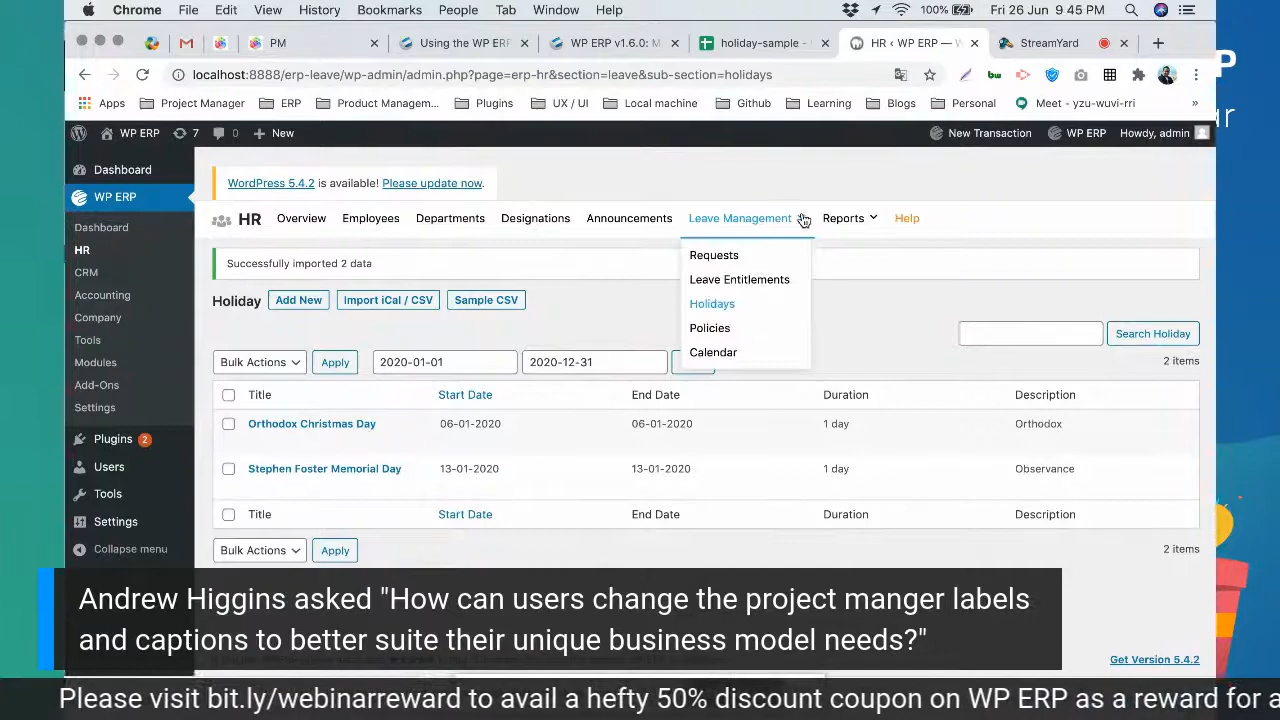 Chrome File Edit View History Bookmarks People Tab Window Help 100% Fri 26 Jun 9:45 PM
PM Using the WP ER WP ERP v1.6.0: M holiday-sample - HR ‹ WP ERP — StreamYard
localhost:8888/erp-leave/wp-admin/admin.php?page=erp-hr&section=leave&sub-section=holidays
Apps Project Manager ERP Product Managem... Plugins UX / UI Local machine Github Learning Blogs Personal Meet - yzu-wuvi-rri »
WP ERP 7 0 New New Transaction WP ERP Howdy, admin
Dashboard
WP ERP
Dashboard
HR
CRM
Accounting
Company
Tools
Modules
Add-Ons
Settings
Plugins 2
Users
Tools
Settings
Collapse menu
WordPress 5.4.2 is available! Please update now.
HR Overview Employees Departments Designations Announcements Leave Management Reports Help
Requests
Leave Entitlements
Holidays
Policies
Calendar
Successfully imported 2 data
Holiday Add New Import iCal / CSV Sample CSV
Search Holiday
Bulk Actions Apply 2020-01-01 2020-12-31 2 items
Title Start Date End Date Duration Description
Orthodox Christmas Day 06-01-2020 06-01-2020 1 day Orthodox
Stephen Foster Memorial Day 13-01-2020 13-01-2020 1 day Observance
Title Start Date End Date Duration Description
Bulk Actions Apply 2 items
Andrew Higgins asked "How can users change the project manger labels
and captions to better suite their unique business model needs?"
Get Version 5.4.2
Please visit bit.ly/webinarreward to avail a hefty 50% discount coupon on WP ERP as a reward for a